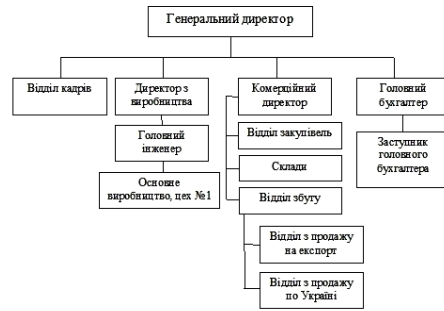 Генеральний директор
Відділ кадрів
Директор з
виробництва
Комерційний
директор
Головний
бухгалтер
Головний
інженер
Відділ закупівель
Заступник
головного
бухгалтера
Склади
Основне
виробництво, цех №1
Відділ збуту
Відділ з продажу
на експорт
Відділ з продажу
по Україні